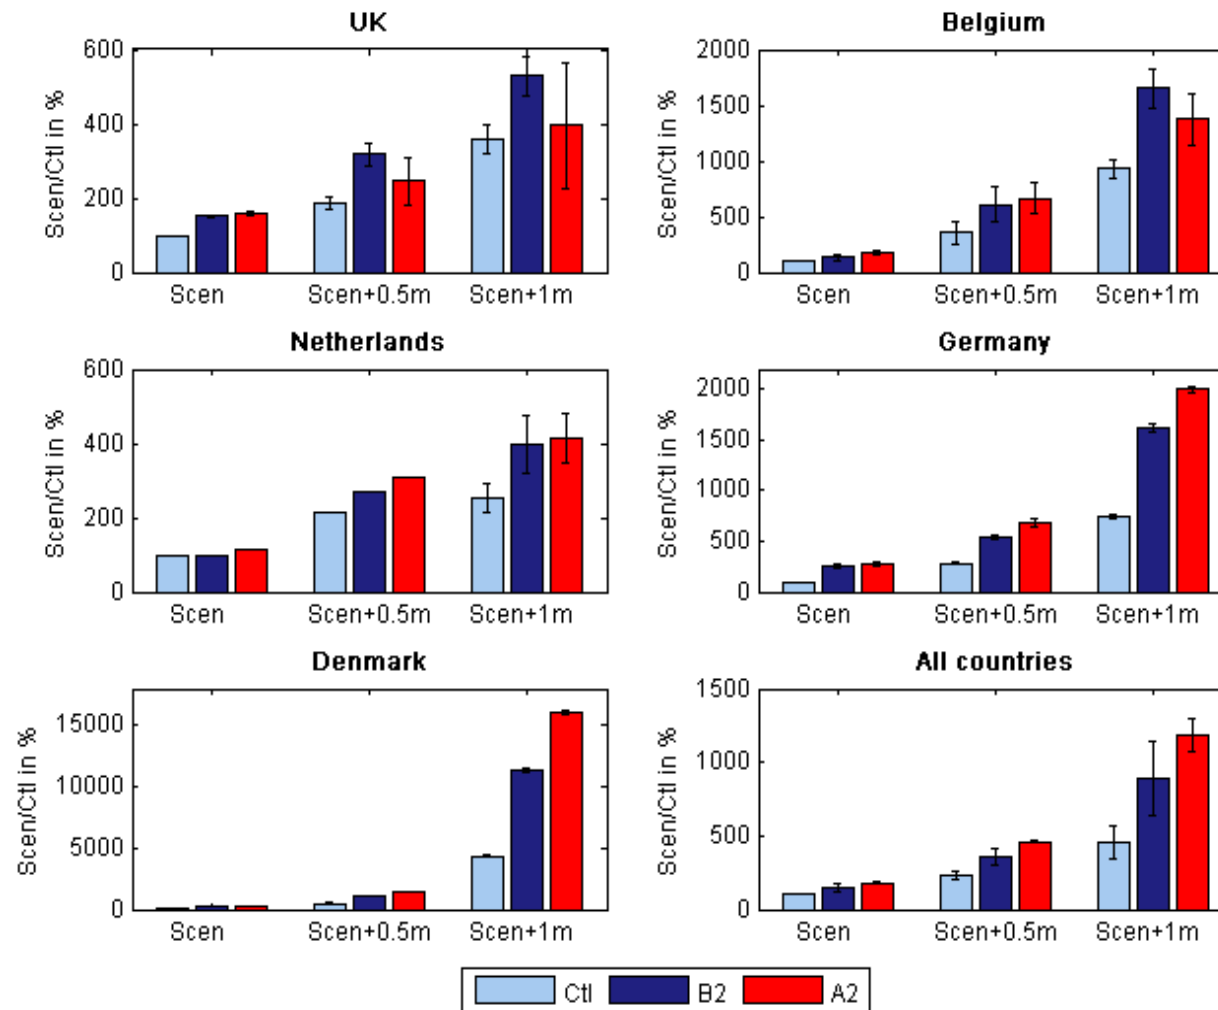 UK
Scen/Ctl in %
600
400
200
0
Scen Scen+0.5m Scen+1m
Belgium
Scen/Ctl in %
2000
1500
1000
500
0
Scen Scen+0.5m Scen+1m
Netherlands
Scen/Ctl in %
600
400
200
0
Scen Scen+0.5m Scen+1m
Germany
Scen/Ctl in %
2000
1500
1000
500
0
Scen Scen+0.5m Scen+1m
Denmark
Scen/Ctl in %
15000
10000
5000
0
Scen Scen+0.5m Scen+1m
All countries
Scen/Ctl in %
1500
1000
500
0
Scen Scen+0.5m Scen+1m
Ctl B2 A2